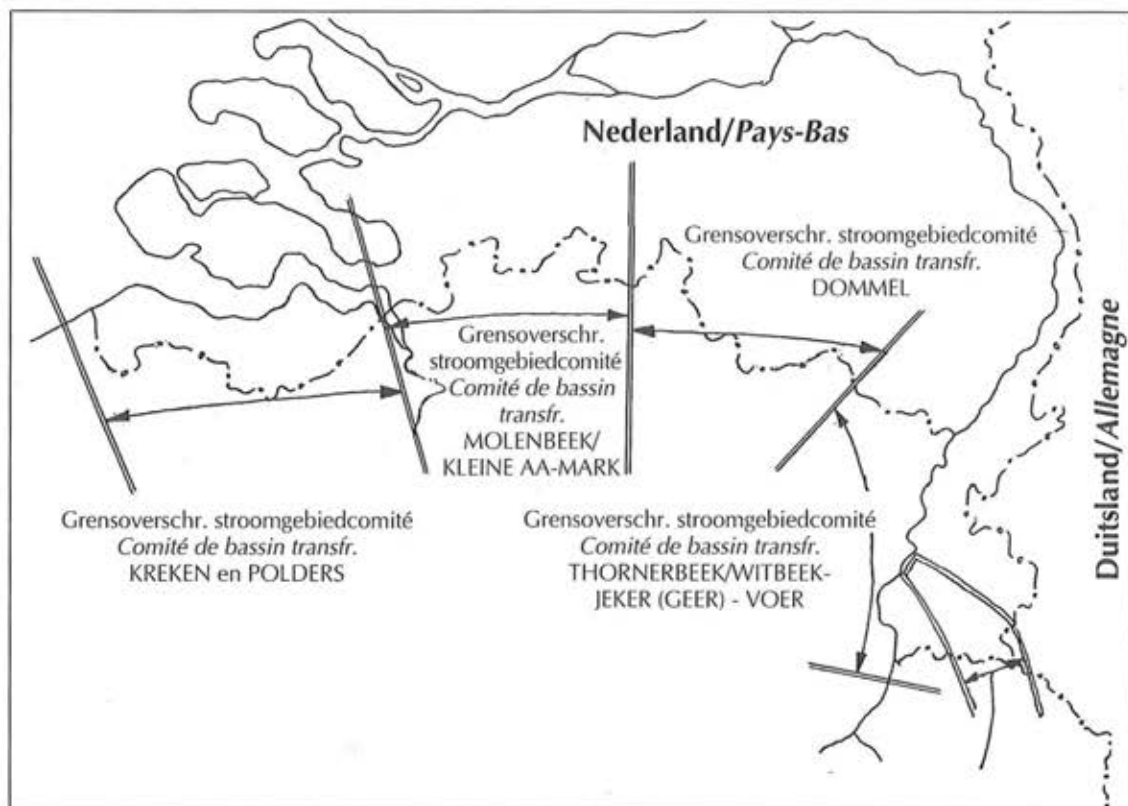 Nederland/Pays-Bas
Grensoverschr. stroomgebiedcomité
Comité de bassin transfr.
DOMMEL
Grensoverschr.
stroomgebiedcomité
Comité de bassin
transfr.
MOLENBEEK/
KLEINE AA-MARK
Grensoverschr. stroomgebiedcomité
Comité de bassin transfr.
KREKEN en POLDERS
Grensoverschr. stroomgebiedcomité
Comité de bassin transfr.
THORNERBEEK/WITBEEK-
JEKER (GEER) - VOER
Duitsland/Allemagne